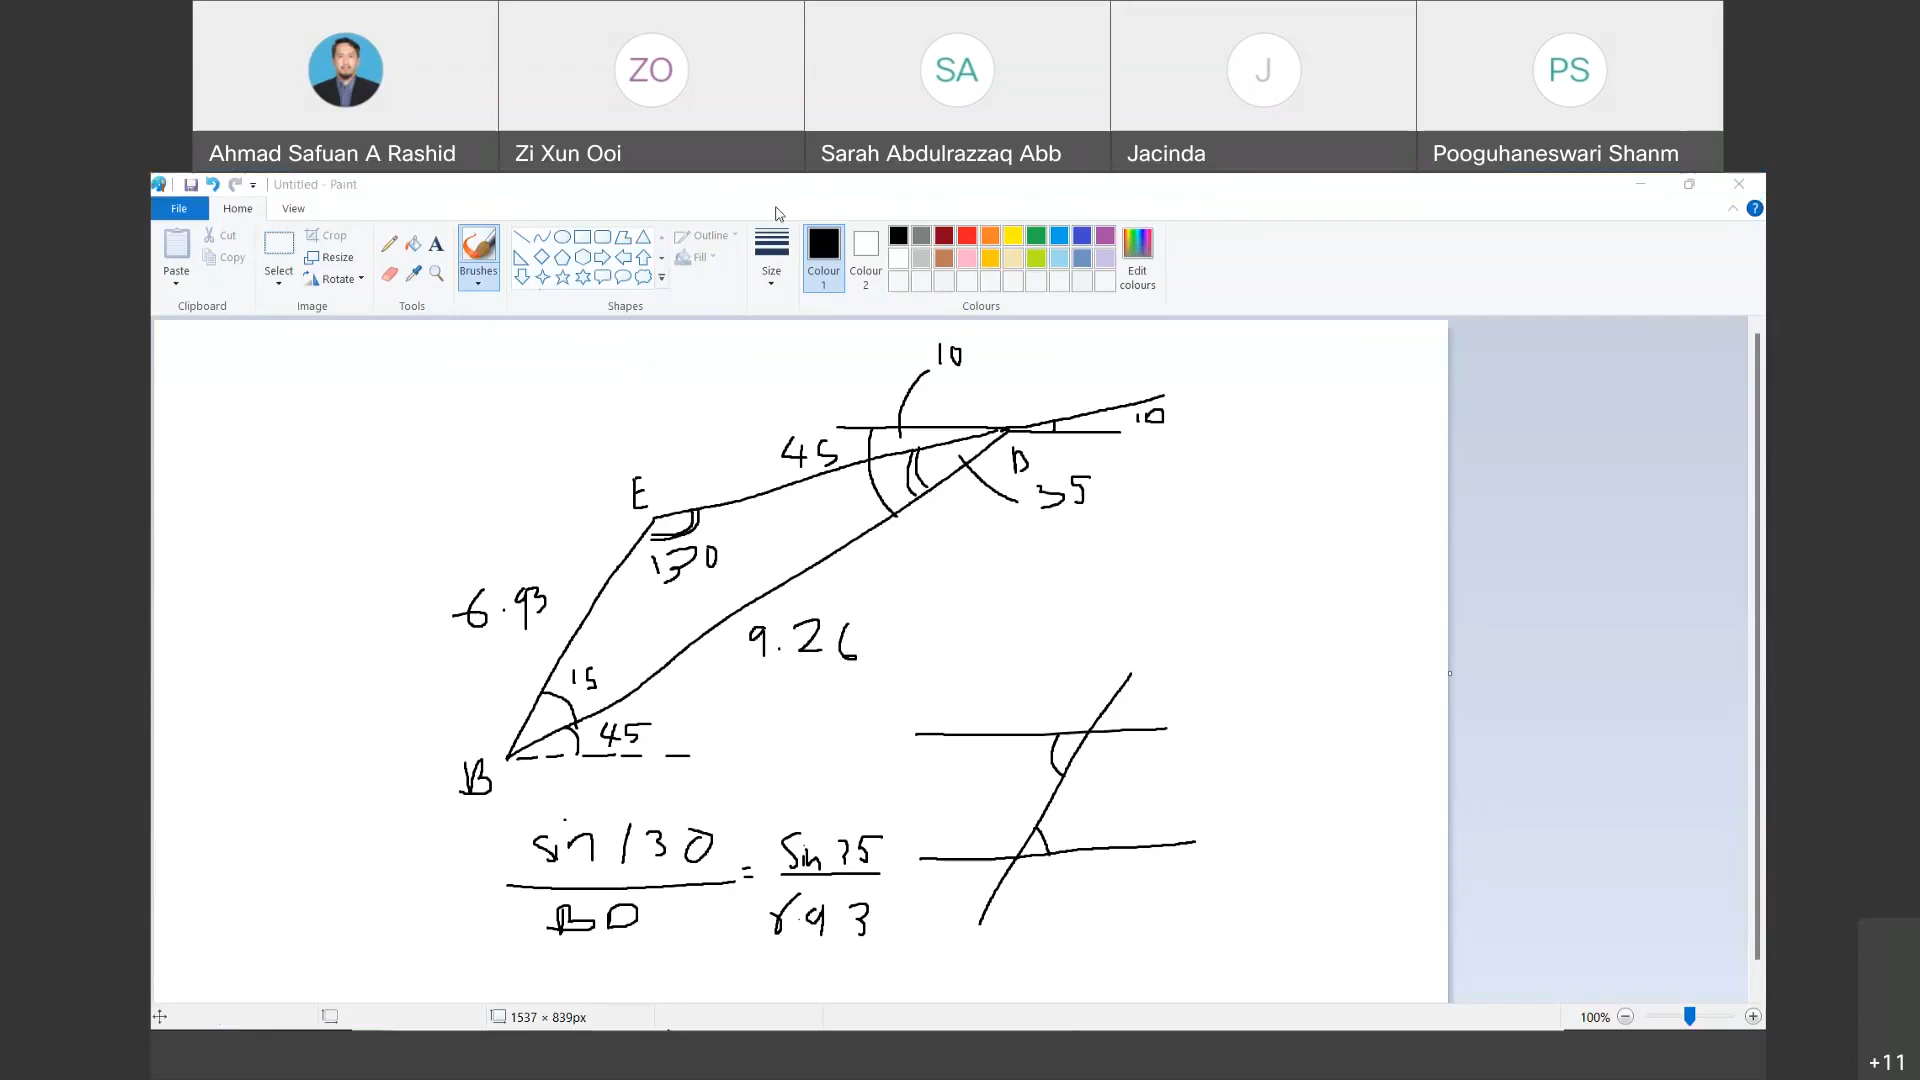 ZO
SA
J
PS
Ahmad Safuan A Rashid
Zi Xun Ooi
Sarah Abdulrazzaq Abb
Jacinda
Pooguhaneswari Shanm
Untitled - Paint
File
Home
View
Paste
Cut
Copy
Clipboard
Select
Crop
Resize
Rotate
Image
A
Tools
Brushes
Outline
Fill
Shapes
Size
Colour 1
Colour 2
Edit colours
Colours
?
10
10
45
D
35
E
130
6.93
9.26
15
45
B
sin 130
BD
=
sin 35
6.93
1537 × 839px
100%
+11